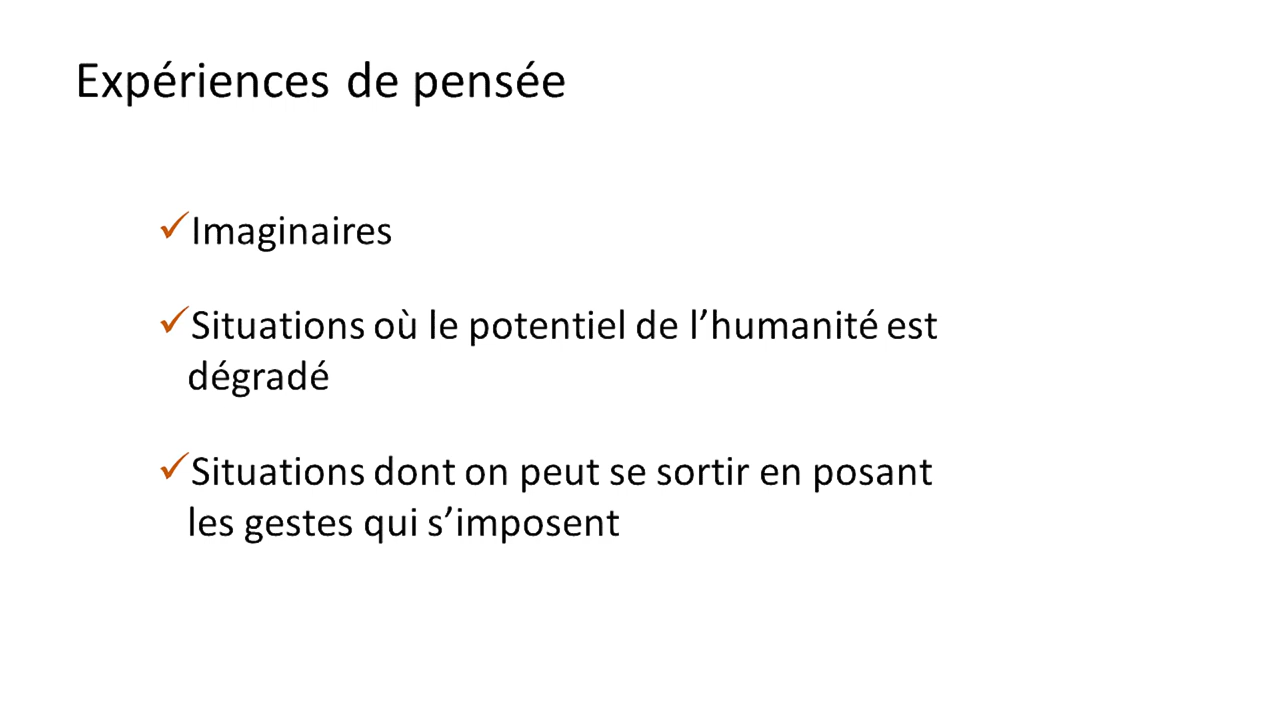 Expériences de pensée
✓Imaginaires
✓Situations où le potentiel de l’humanité est
dégradé
✓Situations dont on peut se sortir en posant
les gestes qui s’imposent